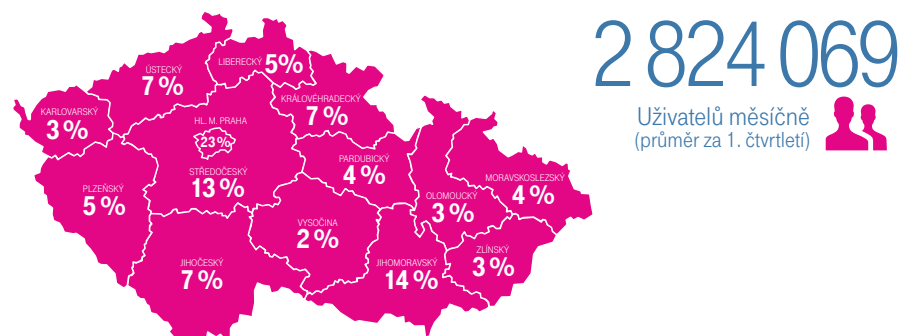 2 824 069
Uživatelů měsíčně
(průměr za 1. čtvrtletí)
LIBERECKÝ 5%
ÚSTECKÝ
7 %
KRÁLOVÉHRADECKÝ
7 %
KARLOVARSKÝ
3 %
HL. M. PRAHA
23 %
STŘEDOČESKÝ
13 %
PARDUBICKÝ
4 %
MORAVSKOSLEZSKÝ
4 %
PLZEŇSKÝ
5 %
OLOMOUCKÝ
3 %
VYSOČINA
2 %
ZLÍNSKÝ
3 %
JIHOČESKÝ
7 %
JIHOMORAVSKÝ
14 %